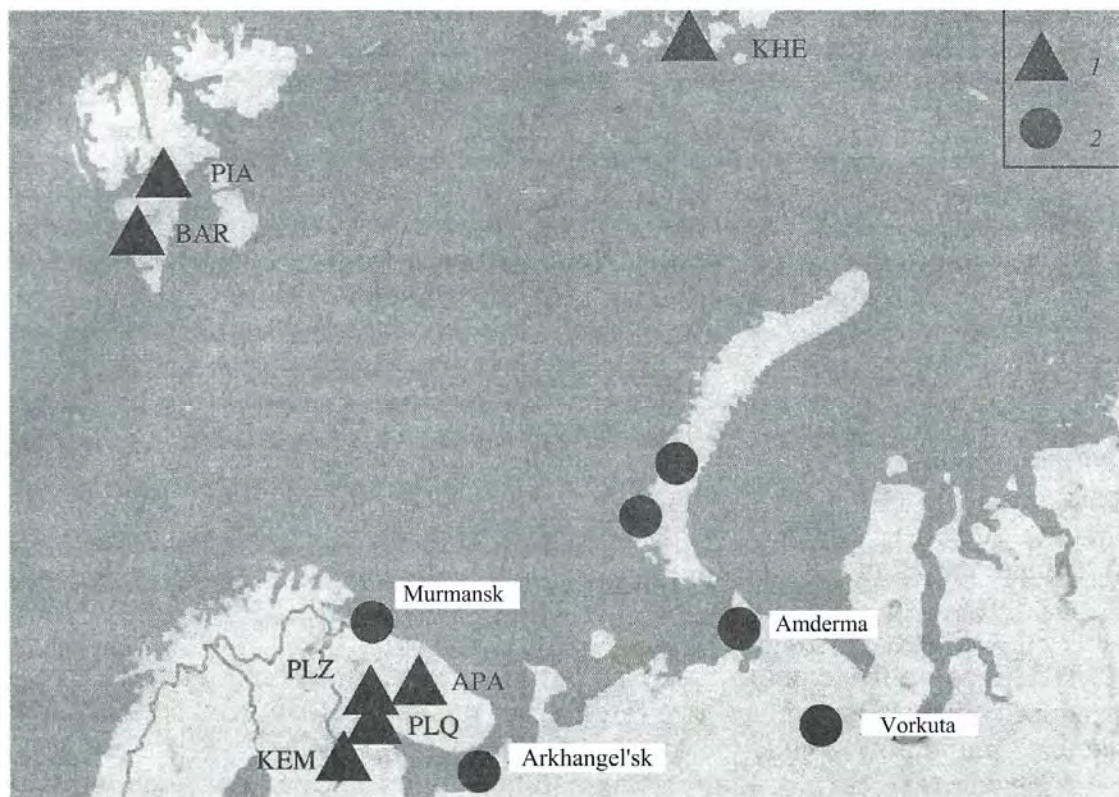 KHE
1
2
PIA
BAR
Murmansk
Amderma
PLZ
APA
PLQ
Vorkuta
KEM
Arkhangel'sk